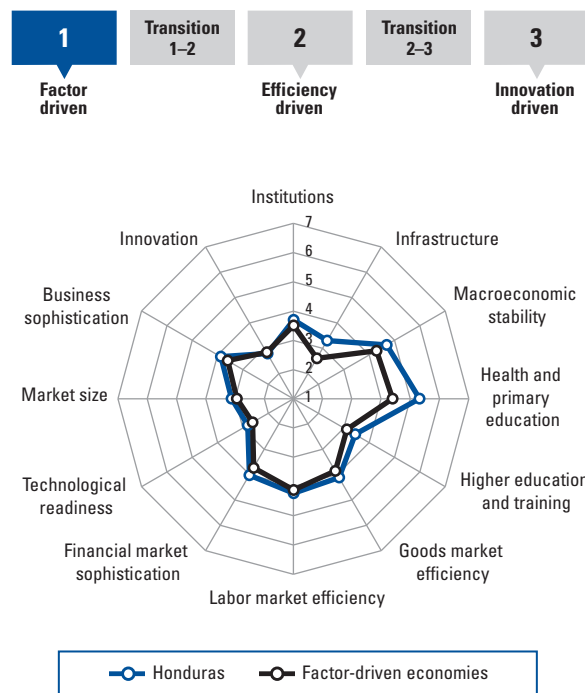 1
Transition
1–2
2
Transition
2–3
3
Factor
driven
Efficiency
driven
Innovation
driven
Institutions
7
6
5
4
3
2
1
Innovation
Infrastructure
Business
sophistication
Macroeconomic
stability
Market size
Health and
primary
education
Technological
readiness
Higher education
and training
Financial market
sophistication
Goods market
efficiency
Labor market efficiency
Honduras
Factor-driven economies